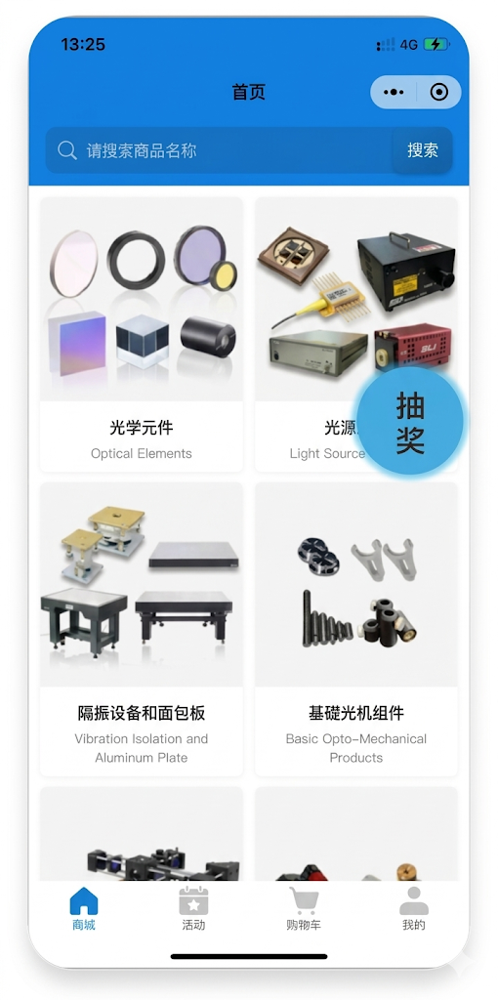 13:25
4G
首页
请搜索商品名称
搜索
SLI
光学元件
Optical Elements
光源
Light Source
抽
奖
隔振设备和面包板
Vibration Isolation and
Aluminum Plate
基礎光机组件
Basic Opto-Mechanical
Products
商城
活动
购物车
我的